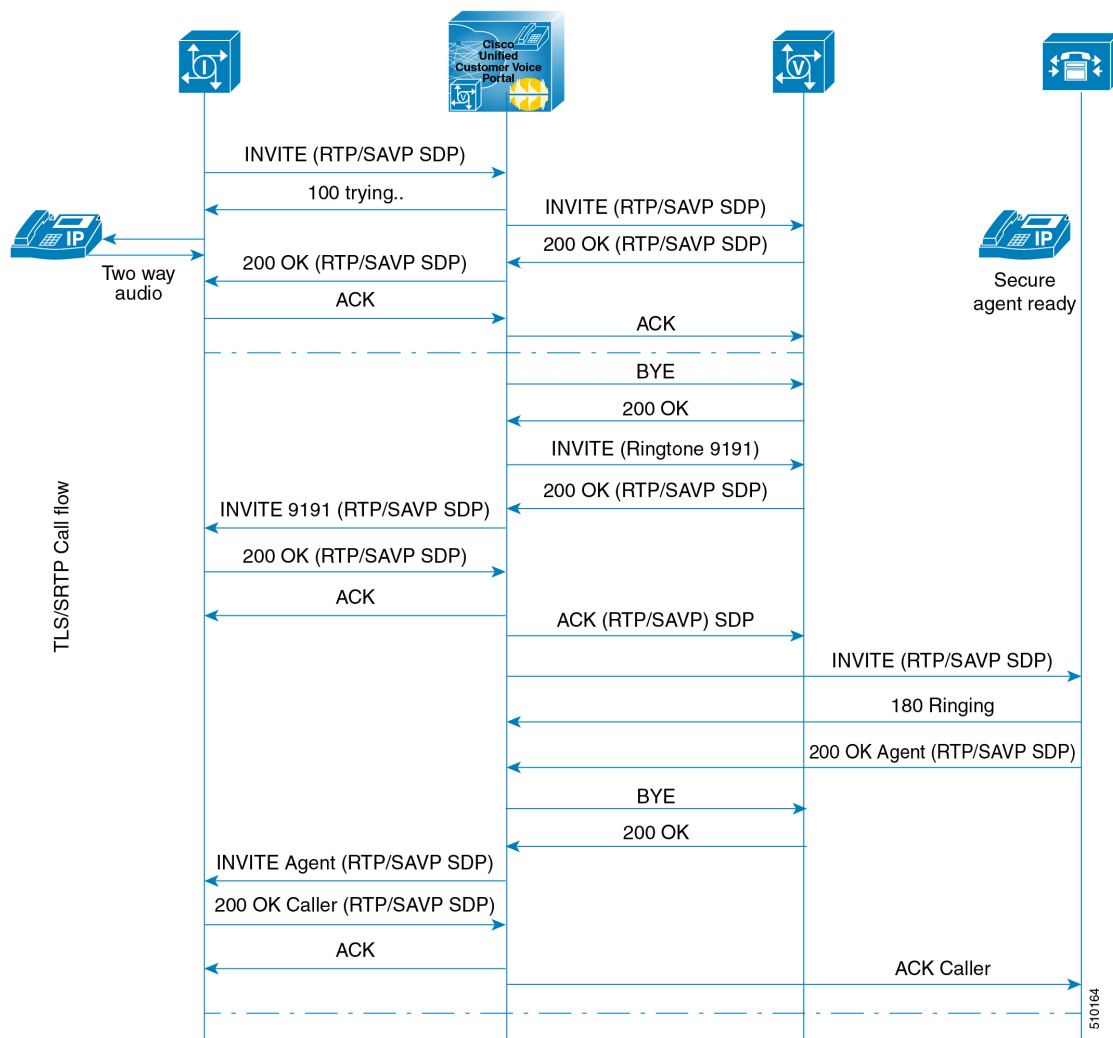 Cisco
Unified
Customer Voice
Portal
I
V
V
INVITE (RTP/SAVP SDP)
100 trying..
INVITE (RTP/SAVP SDP)
IP
IP
200 OK (RTP/SAVP SDP)
200 OK (RTP/SAVP SDP)
Two way
audio
Secure
agent ready
ACK
ACK
BYE
200 OK
INVITE (Ringtone 9191)
200 OK (RTP/SAVP SDP)
INVITE 9191 (RTP/SAVP SDP)
TLS/SRTP Call flow
200 OK (RTP/SAVP SDP)
ACK
ACK (RTP/SAVP) SDP
INVITE (RTP/SAVP SDP)
180 Ringing
200 OK Agent (RTP/SAVP SDP)
BYE
200 OK
INVITE Agent (RTP/SAVP SDP)
200 OK Caller (RTP/SAVP SDP)
ACK
ACK Caller
510164